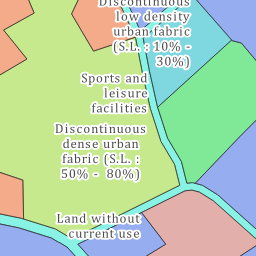 Discontinuous
low density
urban fabric
(S.L. : 10% -
30%)
Sports and
leisure
facilities
Discontinuous
dense urban
fabric (S.L. :
50% -  80%)
Land without
current use